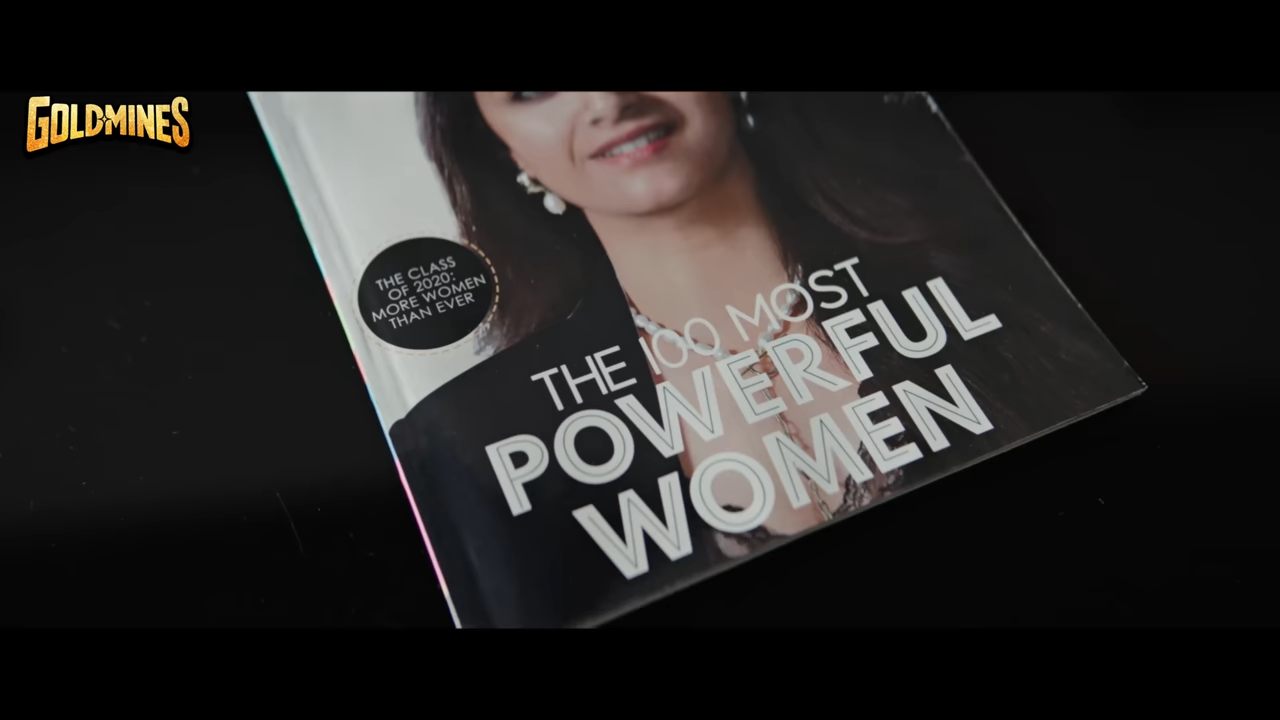 GOLDMINES
THE CLASS
OF 2020:
MORE WOMEN
THAN EVER
THE 100 MOST
POWERFUL
WOMEN